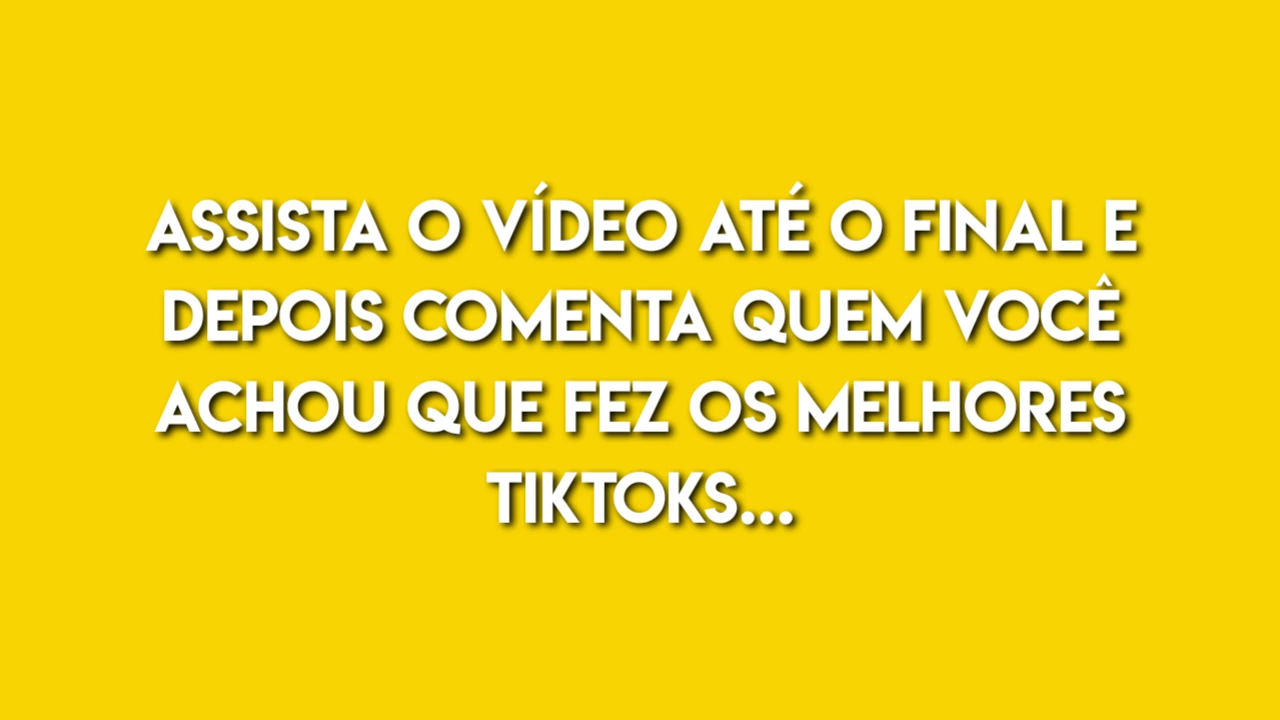 ASSISTA O VÍDEO ATÉ O FINAL E
DEPOIS COMENTA QUEM VOCÊ
ACHOU QUE FEZ OS MELHORES
TIKTOKS...